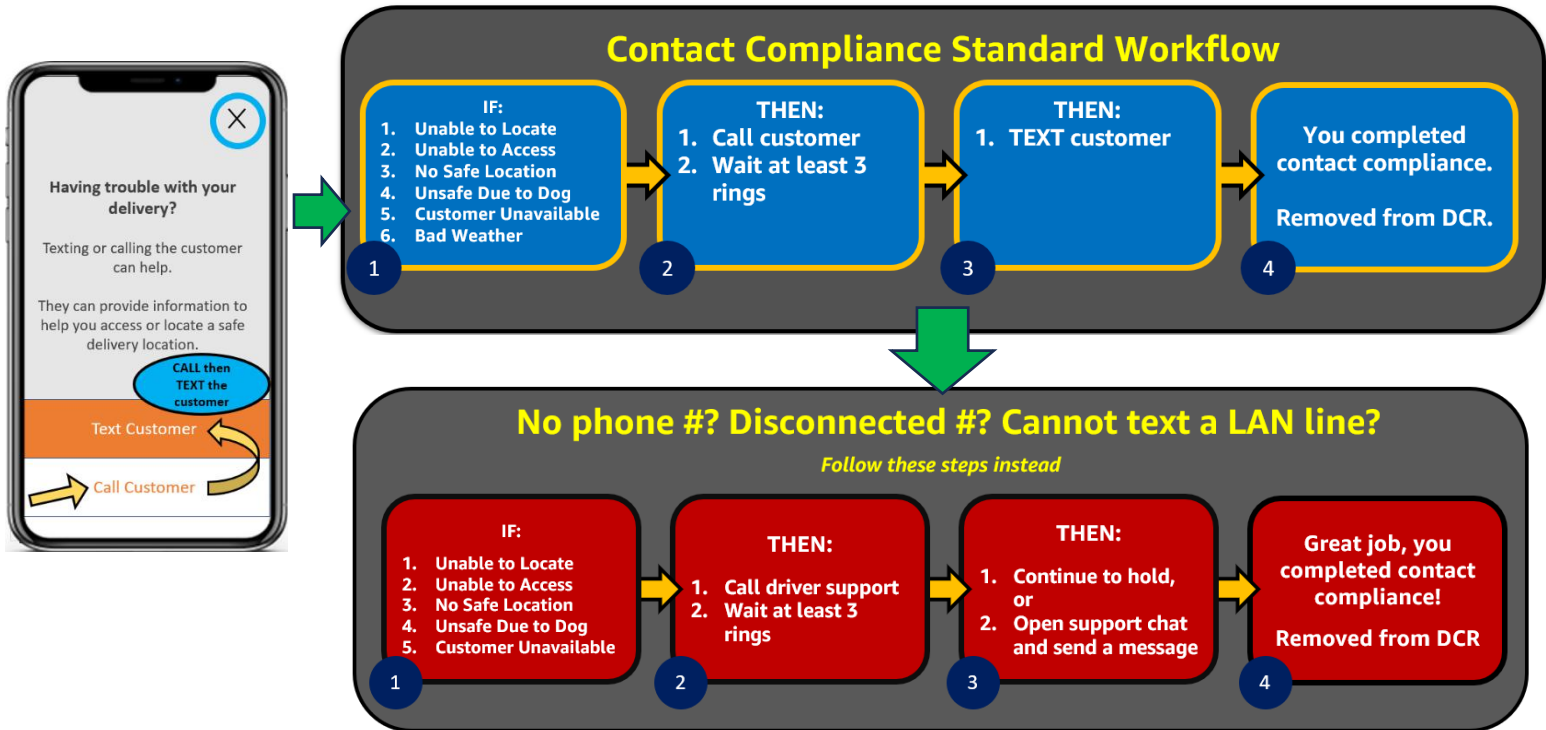 Contact Compliance Standard Workflow
X
Having trouble with your
delivery?
Texting or calling the customer
can help.
They can provide information to
help you access or locate a safe
delivery location.
CALL then
TEXT the
customer
Text Customer
Call Customer
IF:
1. Unable to Locate
2. Unable to Access
3. No Safe Location
4. Unsafe Due to Dog
5. Customer Unavailable
6. Bad Weather
1
THEN:
1. Call customer
2. Wait at least 3
rings
2
THEN:
1. TEXT customer
3
You completed
contact compliance.
Removed from DCR.
4
No phone #? Disconnected #? Cannot text a LAN line?
Follow these steps instead
IF:
1. Unable to Locate
2. Unable to Access
3. No Safe Location
4. Unsafe Due to Dog
5. Customer Unavailable
1
THEN:
1. Call driver support
2. Wait at least 3
rings
2
THEN:
1. Continue to hold,
or
2. Open support chat
and send a message
3
Great job, you
completed contact
compliance!
Removed from DCR
4